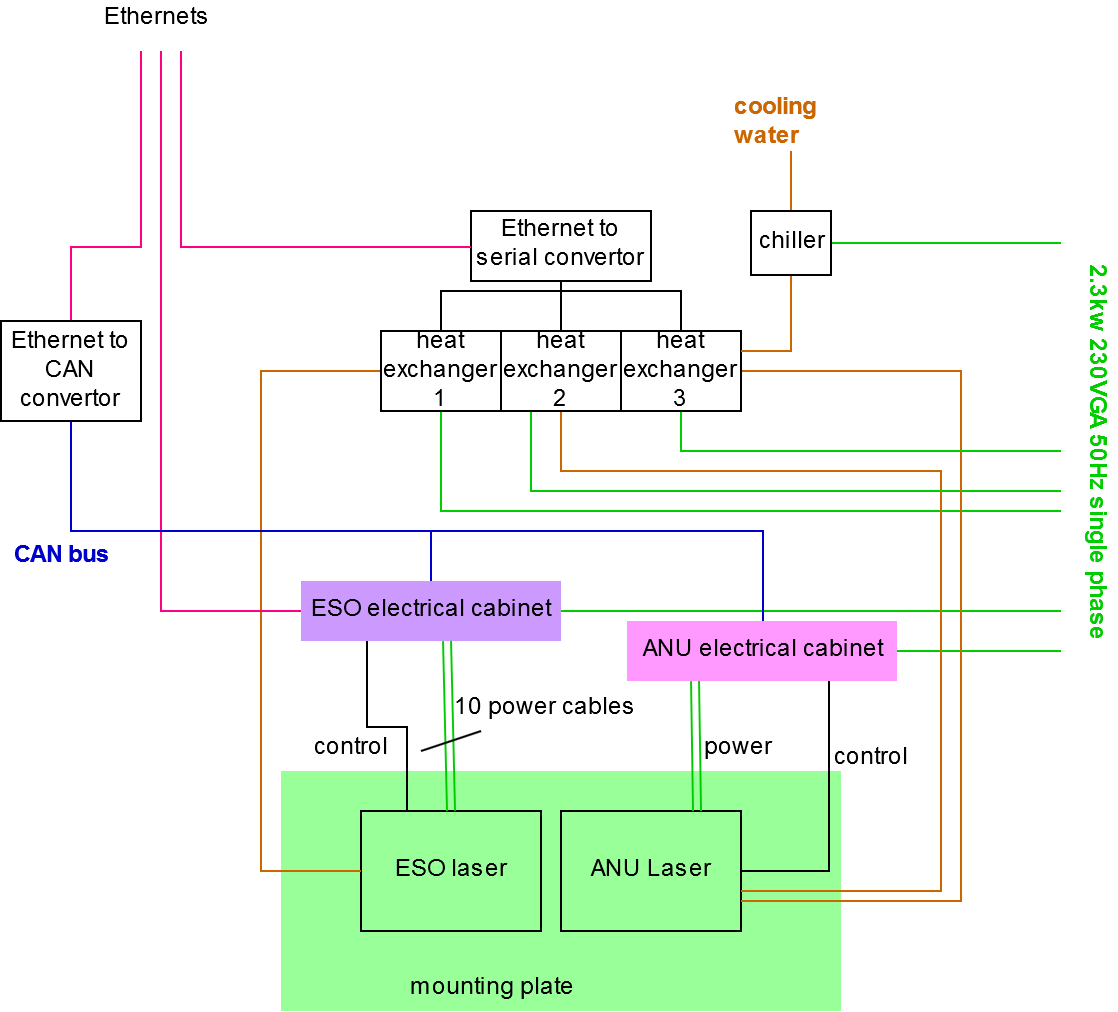 Ethernets
cooling
water
Ethernet to
serial convertor
chiller
Ethernet to
CAN
convertor
heat
exchanger
1
heat
exchanger
2
heat
exchanger
3
2.3kw 230VGA 50Hz single phase
CAN bus
ESO electrical cabinet
ANU electrical cabinet
10 power cables
control
power
control
ESO laser
ANU Laser
mounting plate